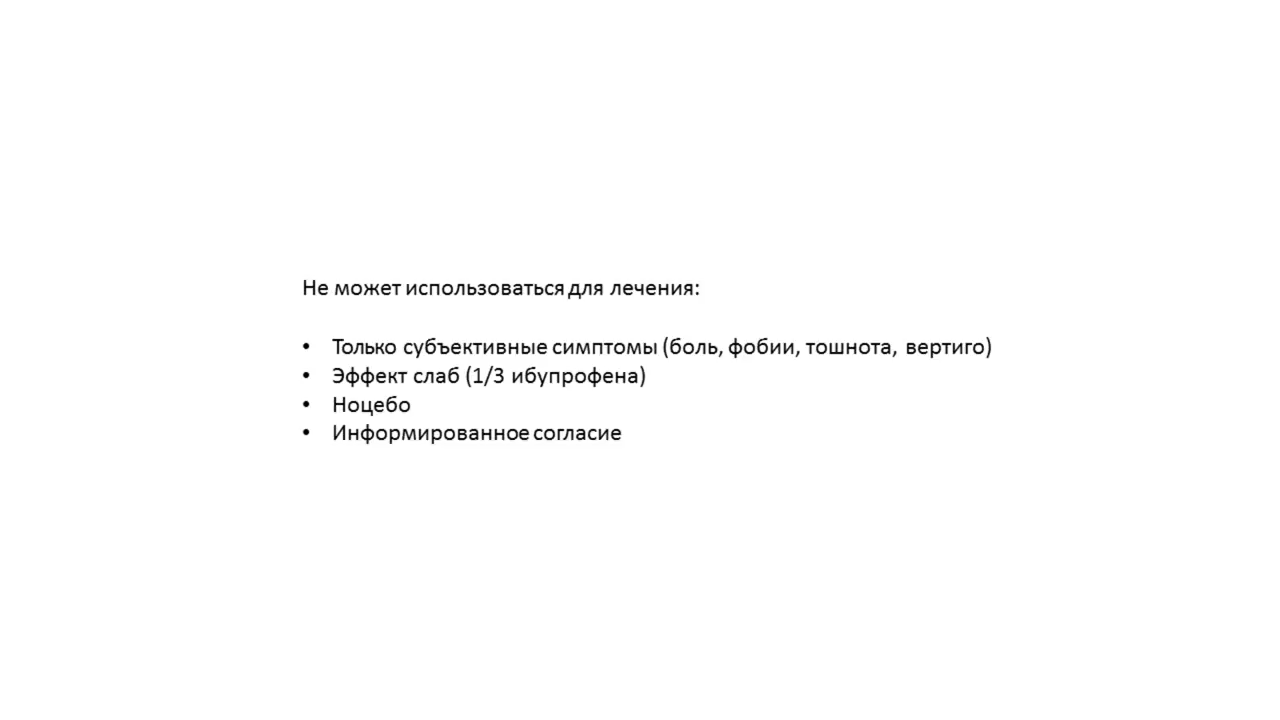 Не может использоваться для лечения:
• Только субъективные симптомы (боль, фобии, тошнота, вертиго)
• Эффект слаб (1/3 ибупрофена)
• Ноцебо
• Информированное согласие